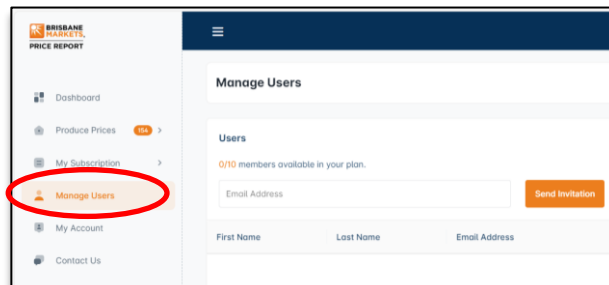 BRISBANE
MARKETS.
PRICE REPORT
Dashboard
Produce Prices 154
My Subscription
Manage Users
My Account
Contact Us
Manage Users
Users
0/10 members available in your plan.
Email Address
Send Invitation
First Name Last Name Email Address